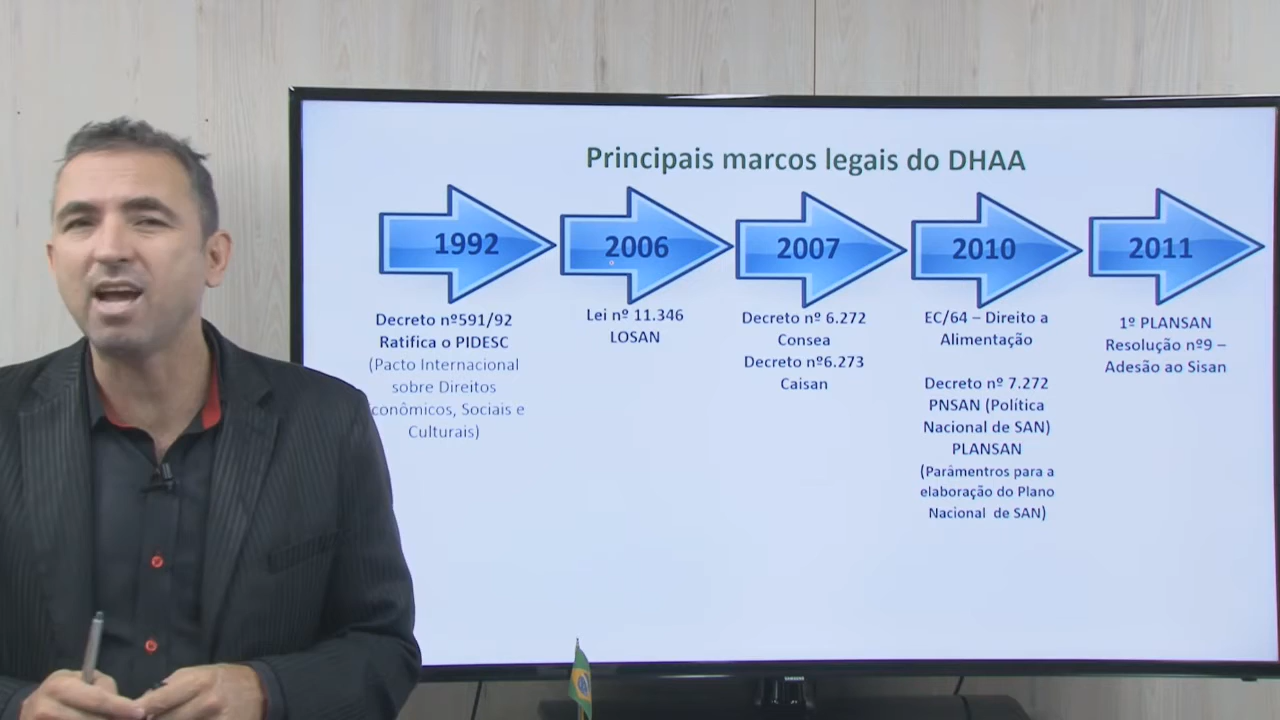 Principais marcos legais do DHAA
1992
Decreto nº591/92
Ratifica o PIDESC
(Pacto Internacional
sobre Direitos
conômicos, Sociais e
Culturais)
2006
Lei nº 11.346
LOSAN
2007
Decreto nº 6.272
Consea
Decreto nº6.273
Caisan
2010
EC/64 – Direito a
Alimentação
Decreto nº 7.272
PNSAN (Política
Nacional de SAN)
PLANSAN
(Parâmentros para a
elaboração do Plano
Nacional de SAN)
2011
1º PLANSAN
Resolução nº9 –
Adesão ao Sisan
SAMSUNG